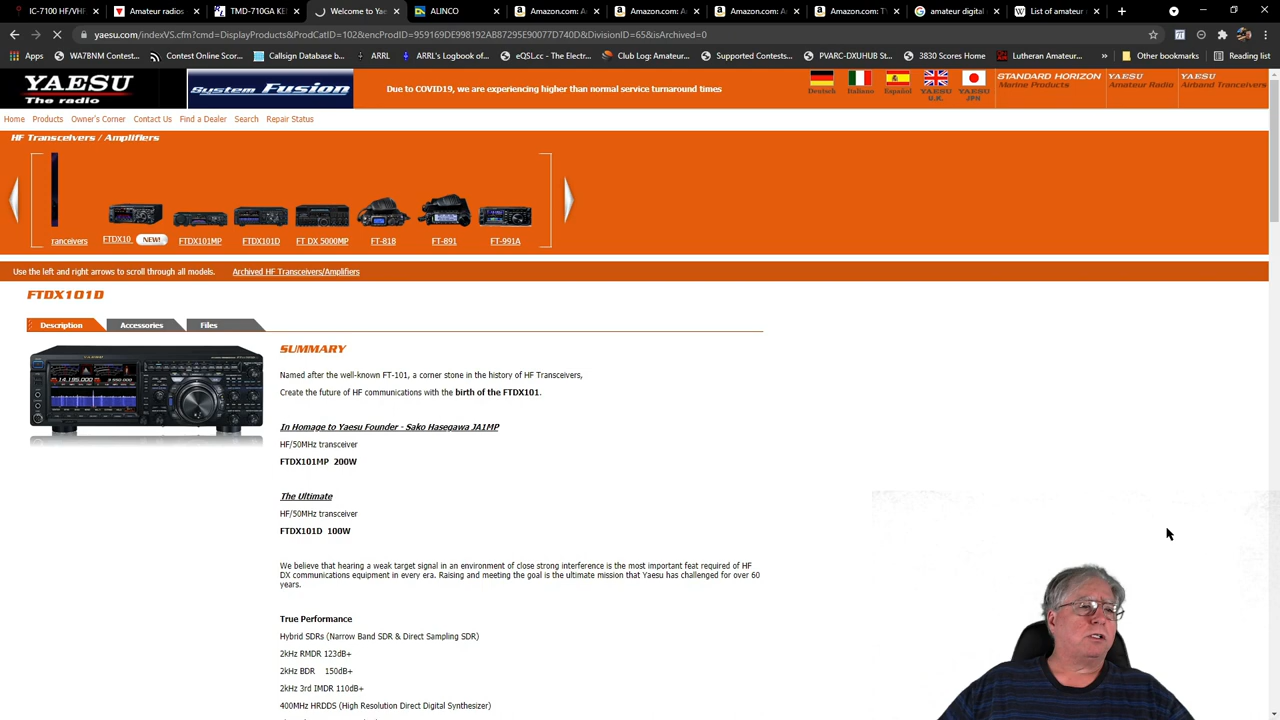 IC-7100 HF/VH
Amateur Ra
TMD-710GA K
Welcome to V
ALINCO
Amazon.com
Amazon.com: A
Amazon.com: A
Amazon.com: T
amateur digital
List of amateur r
yaesu.com/indexVS.cfm?cmd=DisplayProducts&ProdCatID=102&encProdID=959169DE998192AB87295E90077D740D&DivisionID=65&isArchived=0
Apps WA7BNM Contest... Callsign Database b... ARRL ARRL's Logbook of... eQSL.cc - The Elect... Club Log: Amateur... Supported Contests... PVARC-DXUHUB St... 3830 Scores Home Lutheran Amateur... » Other bookmarks Reading list
YAESU
The radio
System Fusion
Due to COVID19, we are experiencing higher than normal service turnaround times
Deutsch Italiano Español YAESU U.K. YAESU JPN
STANDARD HORIZON
Marine Products
YAESU
Amateur Radio
YAESU
Airband Tranceivers
Home Products Owner's Corner Contact Us Find a Dealer Search Repair Status
HF Transceivers / Amplifiers
ranceivers FTDX10 NEW! FTDX101MP FTDX101D FT DX 5000MP FT-818 FT-891 FT-991A
Use the left and right arrows to scroll through all models. Archived HF Transceivers/Amplifiers
FTDX101D
Description Accessories Files
SUMMARY
Named after the well-known FT-101, a corner stone in the history of HF Transceivers,
Create the future of HF communications with the birth of the FTDX101.
In Homage to Yaesu Founder - Sako Hasegawa JA1MP
HF/50MHz transceiver
FTDX101MP 200W
The Ultimate
HF/50MHz transceiver
FTDX101D 100W
We believe that hearing a weak target signal in an environment of close strong interference is the most important feat required of HF
DX communications equipment in every era. Raising and meeting the goal is the ultimate mission that Yaesu has challenged for over 60
years.
True Performance
Hybrid SDRs (Narrow Band SDR & Direct Sampling SDR)
2kHz RMDR 123dB+
2kHz BDR 150dB+
2kHz 3rd IMDR 110dB+
400MHz HRDDS (High Resolution Direct Digital Synthesizer)